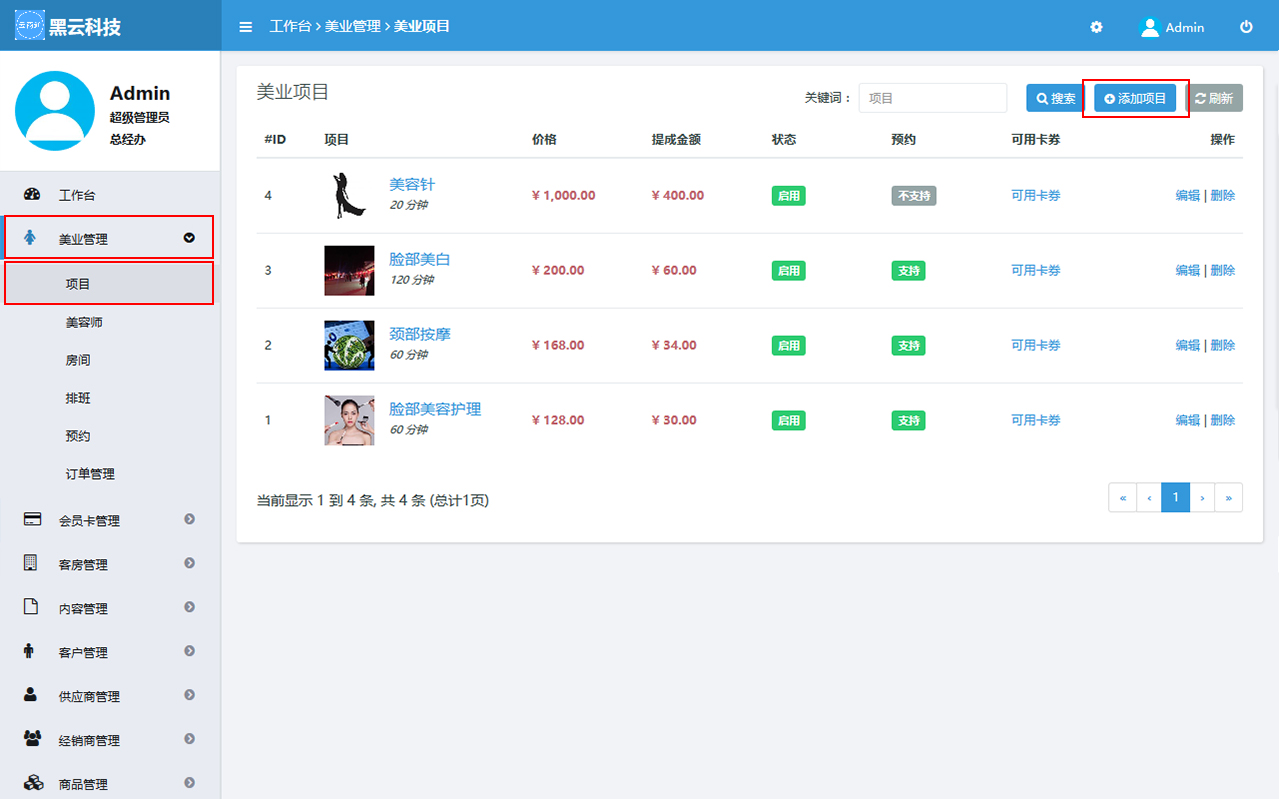 黑云科技
工作台 > 美业管理 > 美业项目
Admin
Admin
超级管理员
总经办
工作台
美业管理
项目
美容师
房间
排班
预约
订单管理
会员卡管理
客房管理
内容管理
客户管理
供应商管理
经销商管理
商品管理
美业项目
关键词： 项目 搜索 添加项目 刷新
#ID 项目 价格 提成金额 状态 预约 可用卡券 操作
4 美容针 ¥ 1,000.00 ¥ 400.00 启用 不支持 可用卡券 编辑 | 删除
20 分钟
3 脸部美白 ¥ 200.00 ¥ 60.00 启用 支持 可用卡券 编辑 | 删除
120 分钟
2 颈部按摩 ¥ 168.00 ¥ 34.00 启用 支持 可用卡券 编辑 | 删除
60 分钟
1 脸部美容护理 ¥ 128.00 ¥ 30.00 启用 支持 可用卡券 编辑 | 删除
60 分钟
当前显示 1 到 4 条, 共 4 条 (总计1页)
« ‹ 1 › »